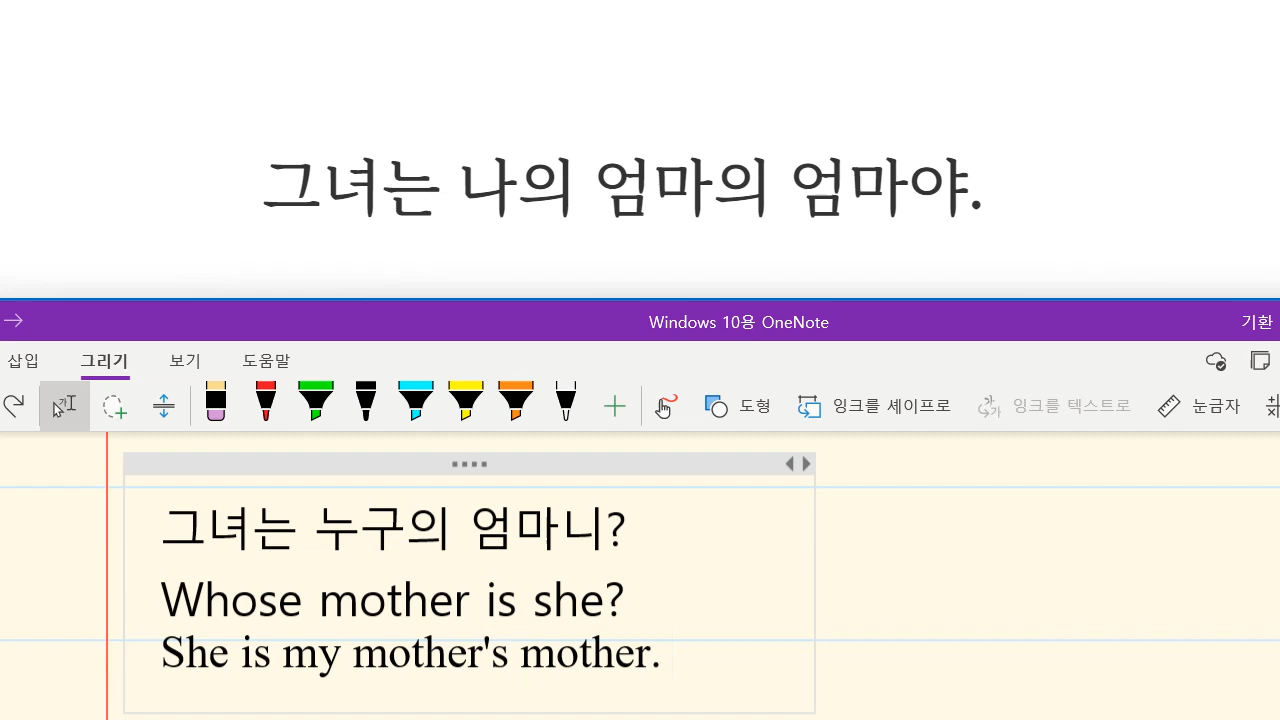 그녀는 나의 엄마의 엄마야.
Windows 10용 OneNote 기환
삽입 그리기 보기 도움말
도형 잉크를 셰이프로 잉크를 텍스트로 눈금자
그녀는 누구의 엄마니?
Whose mother is she?
She is my mother's mother.